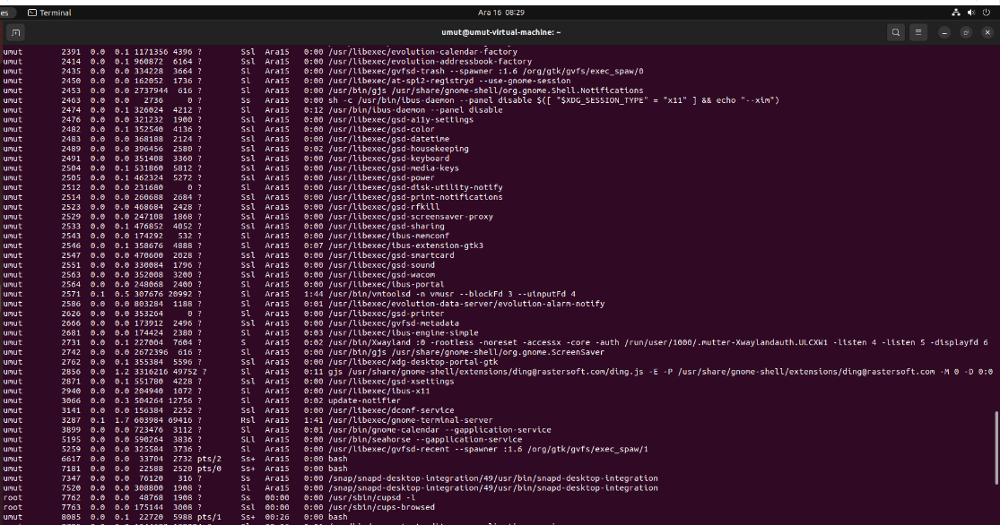 es Terminal Ara 16 08:29
umut@umut-virtual-machine: ~
umut 2391 0.0 0.1 1171356 4396 ? Ssl Ara15 0:00 /usr/libexec/evolution-calendar-factory
umut 2414 0.0 0.1 960872 6164 ? Ssl Ara15 0:00 /usr/libexec/evolution-addressbook-factory
umut 2435 0.0 0.0 334228 3664 ? Sl Ara15 0:00 /usr/libexec/gvfsd-trash --spawner :1.6 /org/gtk/gvfs/exec_spaw/0
umut 2450 0.0 0.0 162052 1736 ? Sl Ara15 0:00 /usr/libexec/at-spi2-registryd --use-gnome-session
umut 2453 0.0 0.0 2737944 616 ? Sl Ara15 0:00 /usr/bin/gjs /usr/share/gnome-shell/org.gnome.Shell.Notifications
umut 2463 0.0 0.0 2736 0 ? Ss Ara15 0:00 sh -c /usr/bin/ibus-daemon --panel disable $([ "$XDG_SESSION_TYPE" = "x11" ] && echo "--xim")
umut 2474 0.0 0.1 326024 4212 ? Sl Ara15 0:12 /usr/bin/ibus-daemon --panel disable
umut 2476 0.0 0.0 321232 1900 ? Ssl Ara15 0:00 /usr/libexec/gsd-a11y-settings
umut 2482 0.0 0.1 352540 4136 ? Ssl Ara15 0:00 /usr/libexec/gsd-color
umut 2483 0.0 0.0 368188 2124 ? Ssl Ara15 0:00 /usr/libexec/gsd-datetime
umut 2489 0.0 0.0 396456 2580 ? Ssl Ara15 0:02 /usr/libexec/gsd-housekeeping
umut 2491 0.0 0.0 351408 3360 ? Ssl Ara15 0:00 /usr/libexec/gsd-keyboard
umut 2504 0.0 0.1 531860 5812 ? Ssl Ara15 0:00 /usr/libexec/gsd-media-keys
umut 2505 0.0 0.1 462324 5272 ? Ssl Ara15 0:00 /usr/libexec/gsd-power
umut 2512 0.0 0.0 231680 0 ? Sl Ara15 0:00 /usr/libexec/gsd-disk-utility-notify
umut 2514 0.0 0.0 260688 2684 ? Ssl Ara15 0:00 /usr/libexec/gsd-print-notifications
umut 2523 0.0 0.0 468684 2428 ? Ssl Ara15 0:00 /usr/libexec/gsd-rfkill
umut 2529 0.0 0.0 247108 1868 ? Ssl Ara15 0:00 /usr/libexec/gsd-screensaver-proxy
umut 2533 0.0 0.1 476852 4052 ? Ssl Ara15 0:00 /usr/libexec/gsd-sharing
umut 2543 0.0 0.0 174292 532 ? Sl Ara15 0:00 /usr/libexec/ibus-memconf
umut 2546 0.0 0.1 358676 4888 ? Sl Ara15 0:07 /usr/libexec/ibus-extension-gtk3
umut 2547 0.0 0.0 470600 2028 ? Ssl Ara15 0:00 /usr/libexec/gsd-smartcard
umut 2551 0.0 0.0 330084 1796 ? Ssl Ara15 0:00 /usr/libexec/gsd-sound
umut 2563 0.0 0.0 352008 3200 ? Ssl Ara15 0:00 /usr/libexec/gsd-wacom
umut 2564 0.0 0.0 248068 2400 ? Sl Ara15 0:00 /usr/libexec/ibus-portal
umut 2571 0.1 0.5 307676 20992 ? Sl Ara15 1:44 /usr/bin/vmtoolsd -n vmusr --blockFd 3 --uinputFd 4
umut 2586 0.0 0.0 803284 1188 ? Sl Ara15 0:01 /usr/libexec/evolution-data-server/evolution-alarm-notify
umut 2626 0.0 0.0 353264 0 ? Sl Ara15 0:00 /usr/libexec/gsd-printer
umut 2666 0.0 0.0 173912 2496 ? Ssl Ara15 0:00 /usr/libexec/gvfsd-metadata
umut 2681 0.0 0.0 174424 2380 ? Sl Ara15 0:03 /usr/libexec/ibus-engine-simple
umut 2731 0.0 0.1 227004 7604 ? S Ara15 0:02 /usr/bin/Xwayland :0 -rootless -noreset -accessx -core -auth /run/user/1000/.mutter-Xwaylandauth.ULCXW1 -listen 4 -listen 5 -displayfd 6
umut 2742 0.0 0.0 2672396 616 ? Sl Ara15 0:00 /usr/bin/gjs /usr/share/gnome-shell/org.gnome.ScreenSaver
umut 2762 0.0 0.1 355384 5596 ? Ssl Ara15 0:00 /usr/libexec/xdg-desktop-portal-gtk
umut 2856 0.0 1.2 3316216 49752 ? Sl Ara15 0:11 gjs /usr/share/gnome-shell/extensions/ding@rastersoft.com/ding.js -E -P /usr/share/gnome-shell/extensions/ding@rastersoft.com -M 0 -D 0:0
umut 2871 0.0 0.1 551780 4228 ? Ssl Ara15 0:00 /usr/libexec/gsd-xsettings
umut 2940 0.0 0.0 204940 1072 ? Sl Ara15 0:00 /usr/libexec/ibus-x11
umut 3066 0.0 0.3 504264 12756 ? Sl Ara15 0:02 update-notifier
umut 3141 0.0 0.0 156384 2252 ? Ssl Ara15 0:00 /usr/libexec/dconf-service
umut 3287 0.1 1.7 603984 69416 ? Rsl Ara15 1:41 /usr/libexec/gnome-terminal-server
umut 3899 0.0 0.0 723476 3112 ? Sl Ara15 0:01 /usr/bin/gnome-calendar --gapplication-service
umut 5195 0.0 0.0 590264 3836 ? SLl Ara15 0:00 /usr/bin/seahorse --gapplication-service
umut 5259 0.0 0.0 325584 3736 ? Sl Ara15 0:00 /usr/libexec/gvfsd-recent --spawner :1.6 /org/gtk/gvfs/exec_spaw/1
umut 6617 0.0 0.0 33704 2732 pts/2 Ss+ Ara15 0:00 bash
umut 7181 0.0 0.0 22588 2520 pts/0 Ss+ Ara15 0:00 bash
umut 7347 0.0 0.0 76120 316 ? Ss Ara15 0:00 /snap/snapd-desktop-integration/49/usr/bin/snapd-desktop-integration
umut 7520 0.0 0.0 308800 1908 ? Sl Ara15 0:00 /snap/snapd-desktop-integration/49/usr/bin/snapd-desktop-integration
root 7762 0.0 0.0 48768 1908 ? Ss 00:00 0:00 /usr/sbin/cupsd -l
root 7763 0.0 0.0 175144 3008 ? Ssl 00:00 0:00 /usr/sbin/cups-browsed
umut 8085 0.0 0.1 22720 5988 pts/1 Ss+ 00:26 0:00 bash